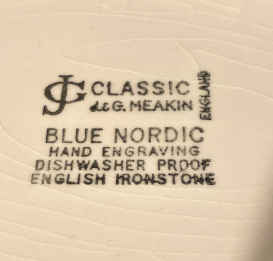 JG CLASSIC
J.& G. MEAKIN
ENGLAND
BLUE NORDIC
HAND ENGRAVING
DISHWASHER PROOF
ENGLISH IRONSTONE